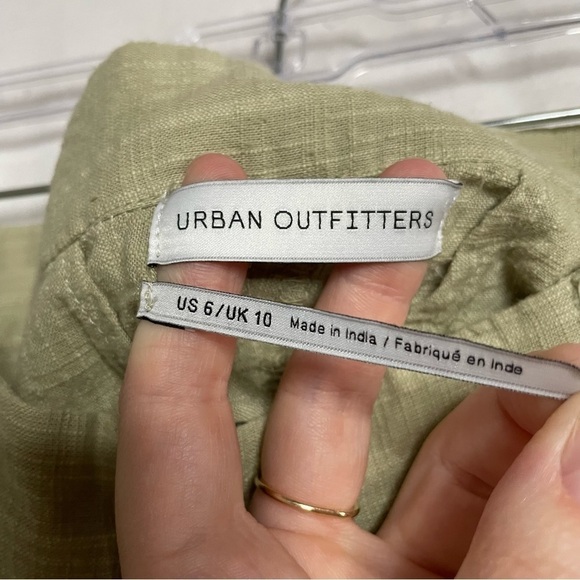 URBAN OUTFITTERS
US 6/UK 10 Made in India / Fabriqué en Inde